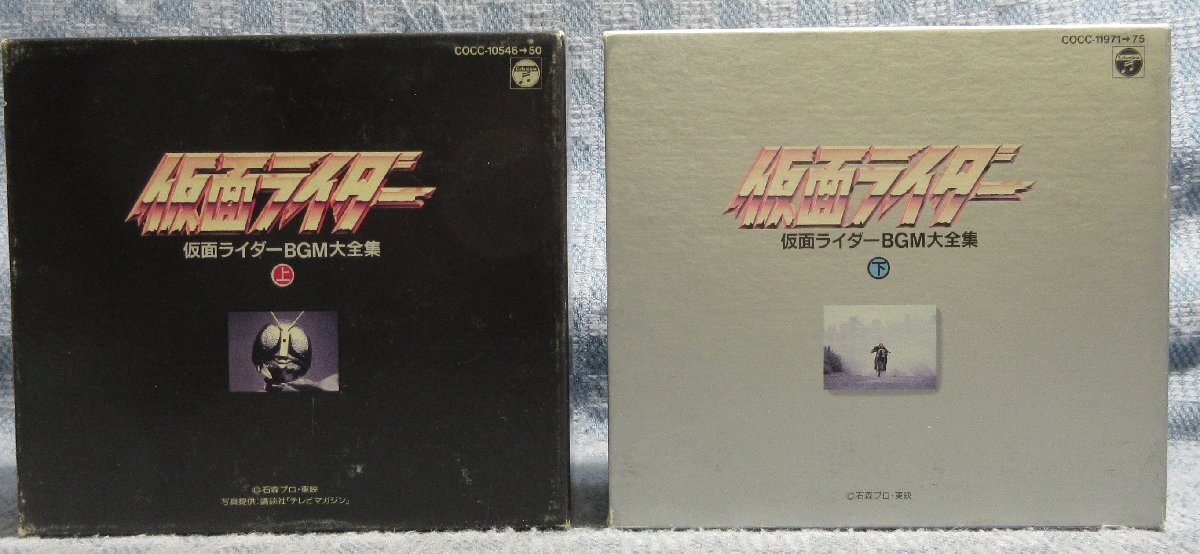 COCC-10546→50
Columbia
仮面ライダー
仮面ライダーBGM大全集
上
©石森プロ・東映
写真提供:講談社「テレビマガジン」
COCC-11971→75
Columbia
仮面ライダー
仮面ライダーBGM大全集
下
©石森プロ・東映